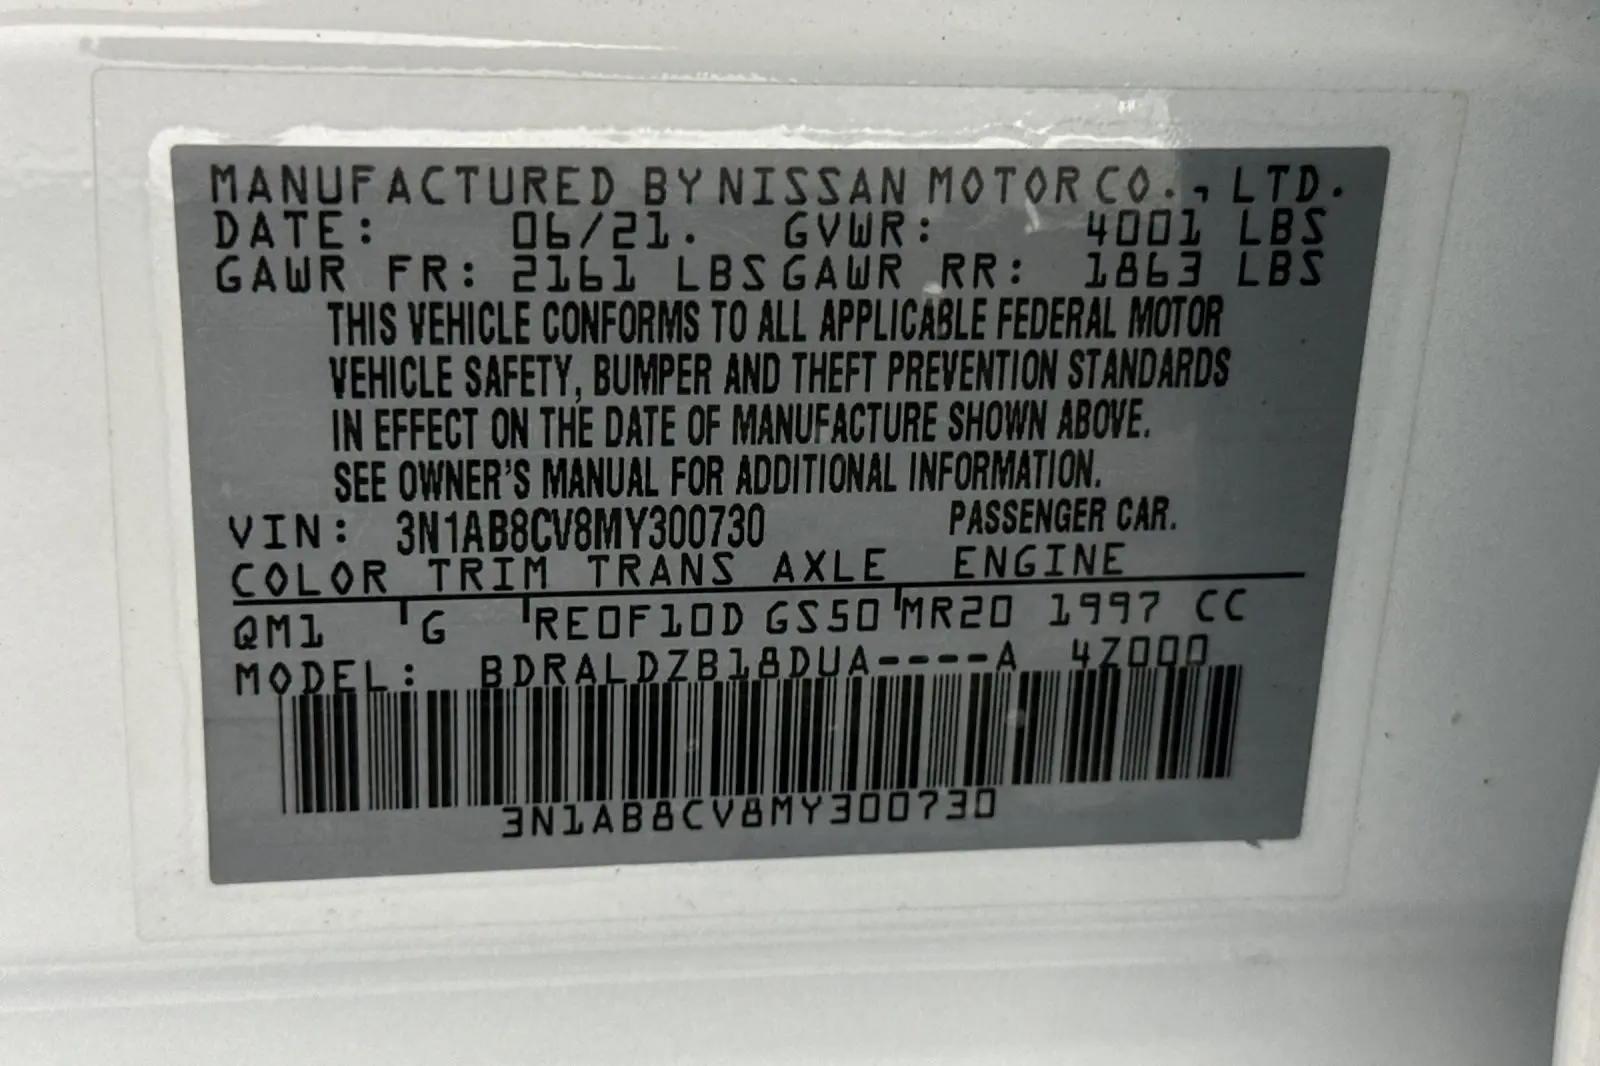 MANUFACTURED BY NISSAN MOTOR CO., LTD.
DATE: 06/21. GVWR: 4001 LBS
GAWR FR: 2161 LBS GAWR RR: 1863 LBS
THIS VEHICLE CONFORMS TO ALL APPLICABLE FEDERAL MOTOR
VEHICLE SAFETY, BUMPER AND THEFT PREVENTION STANDARDS
IN EFFECT ON THE DATE OF MANUFACTURE SHOWN ABOVE.
SEE OWNER'S MANUAL FOR ADDITIONAL INFORMATION.
VIN: 3N1AB8CV8MY300730 PASSENGER CAR.
COLOR TRIM TRANS AXLE ENGINE
QM1 G RE0F10D GS50 MR20 1997 CC
MODEL: BDRALDZB18DUA----A 4Z000
3N1AB8CV8MY300730